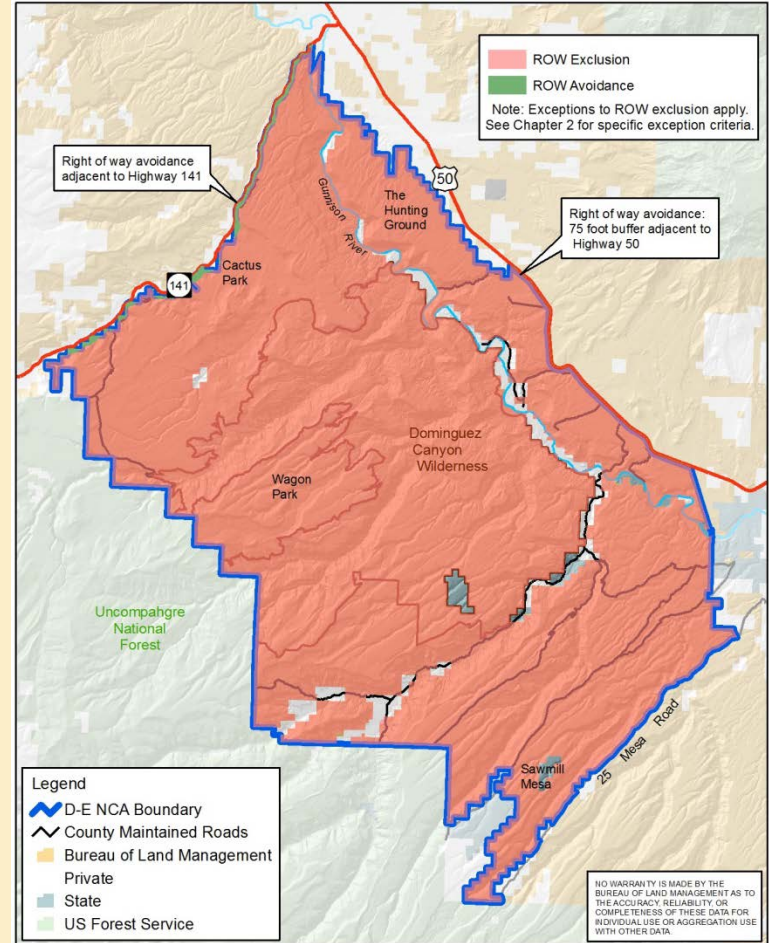 ROW Exclusion
ROW Avoidance
Note: Exceptions to ROW exclusion apply.
See Chapter 2 for specific exception criteria.
Right of way avoidance
adjacent to Highway 141
50
The
Hunting
Ground
Gunnison River
Right of way avoidance:
75 foot buffer adjacent to
Highway 50
Cactus
Park
141
Dominguez
Canyon
Wilderness
Wagon
Park
Uncompahgre
National
Forest
25 Mesa Road
Sawmill
Mesa
Legend
D-E NCA Boundary
County Maintained Roads
Bureau of Land Management
Private
State
US Forest Service
NO WARRANTY IS MADE BY THE
BUREAU OF LAND MANAGEMENT AS TO
THE ACCURACY, RELIABILITY, OR
COMPLETENESS OF THESE DATA FOR
INDIVIDUAL USE OR AGGREGATION USE
WITH OTHER DATA.